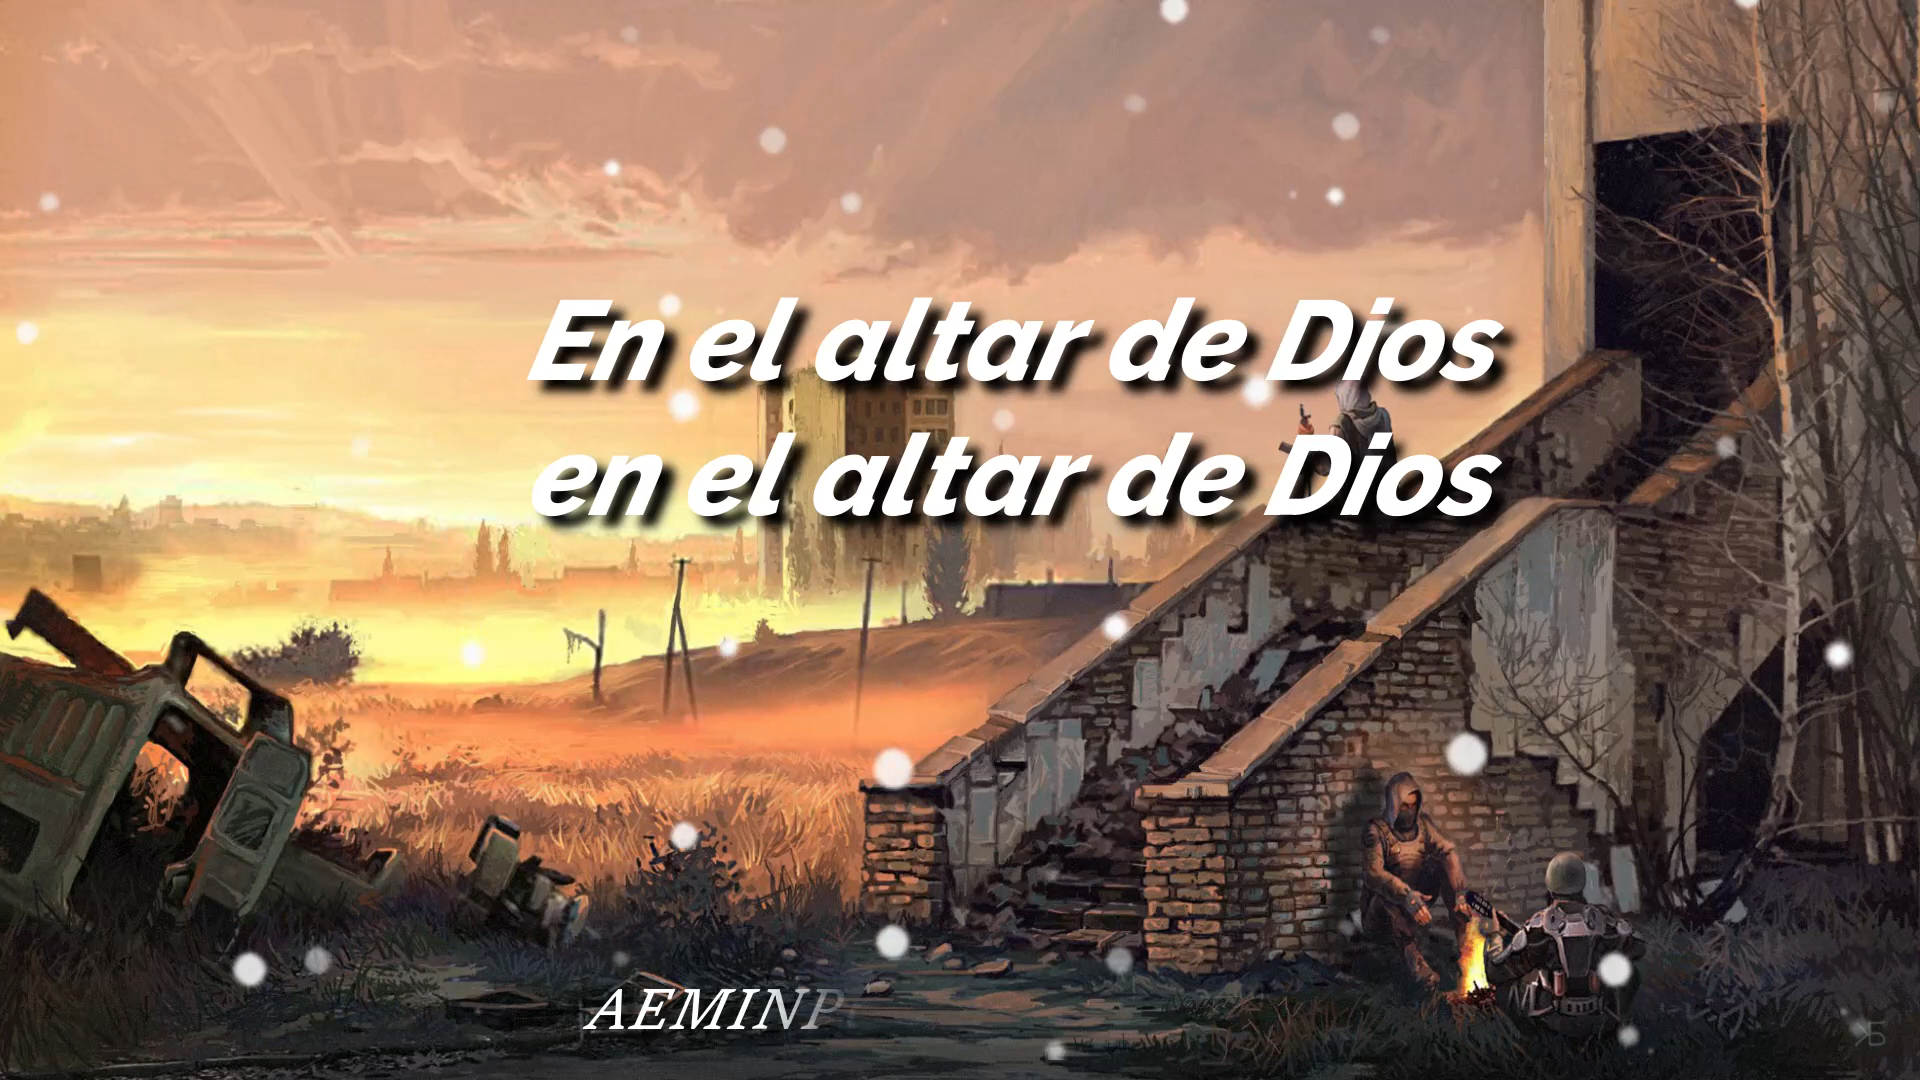 En el altar de Dios
en el altar de Dios
AEMINP